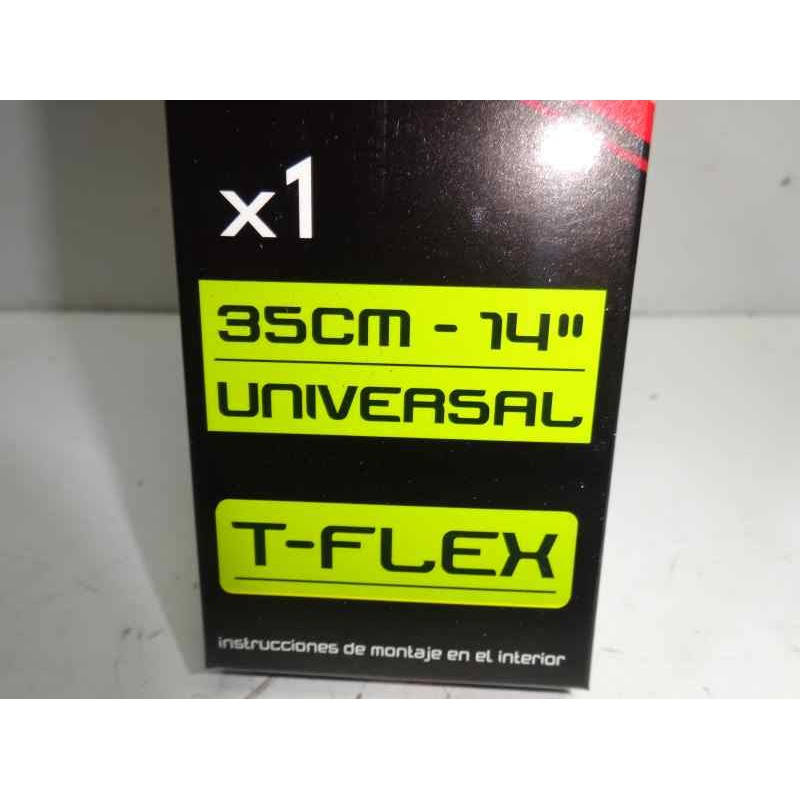 x1
35CM - 14"
UNIVERSAL
T-FLEX
instrucciones de montaje en el interior